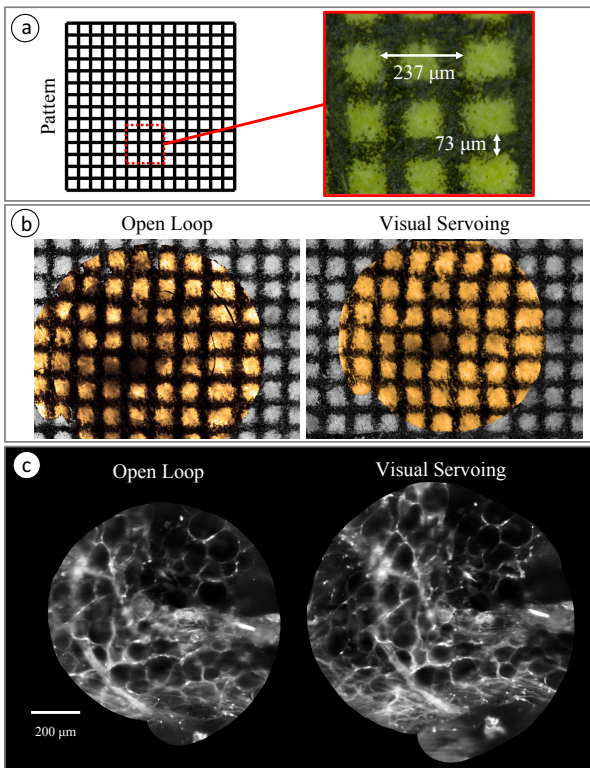 a
Pattern
237 μm
73 μm
b
Open Loop
Visual Servoing
c
Open Loop
Visual Servoing
200 μm